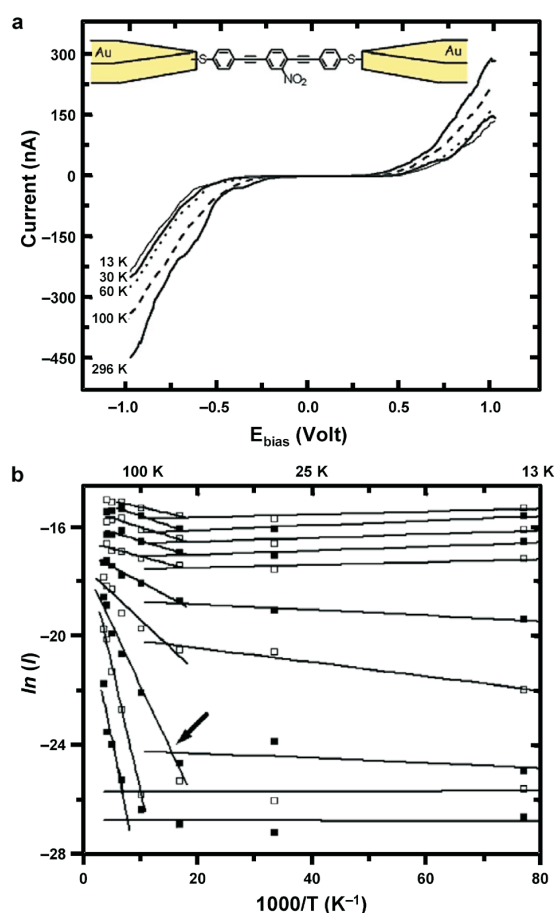 a
Au
S
S
Au
NO₂
300
150
0
−150
−300
−450
Current (nA)
13 K
30 K
60 K
100 K
296 K
−1.0
−0.5
0.0
0.5
1.0
E_bias (Volt)
b
100 K
25 K
13 K
−16
−20
−24
−28
ln (I)
0
20
40
60
80
1000/T (K⁻¹)